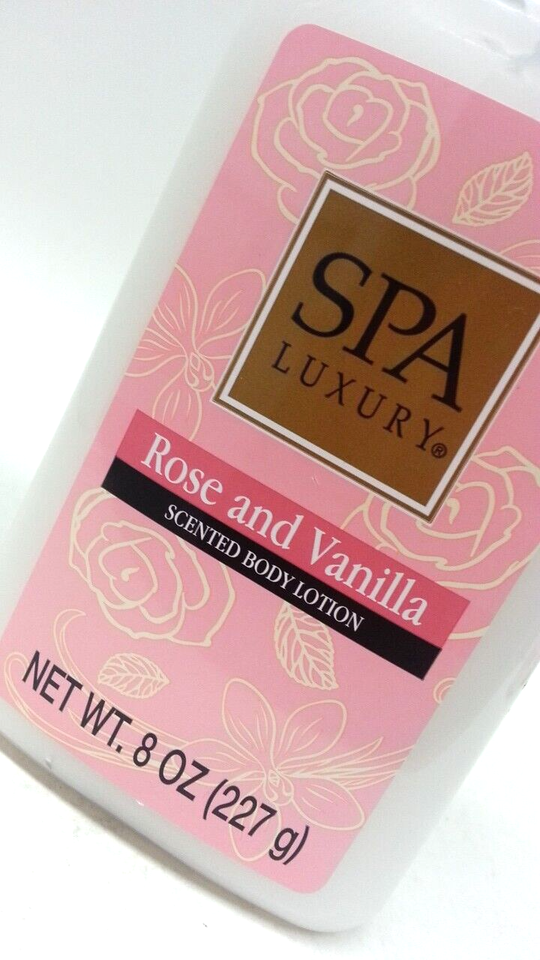 SPA
LUXURY®
Rose and Vanilla
SCENTED BODY LOTION
NET WT. 8 OZ (227 g)